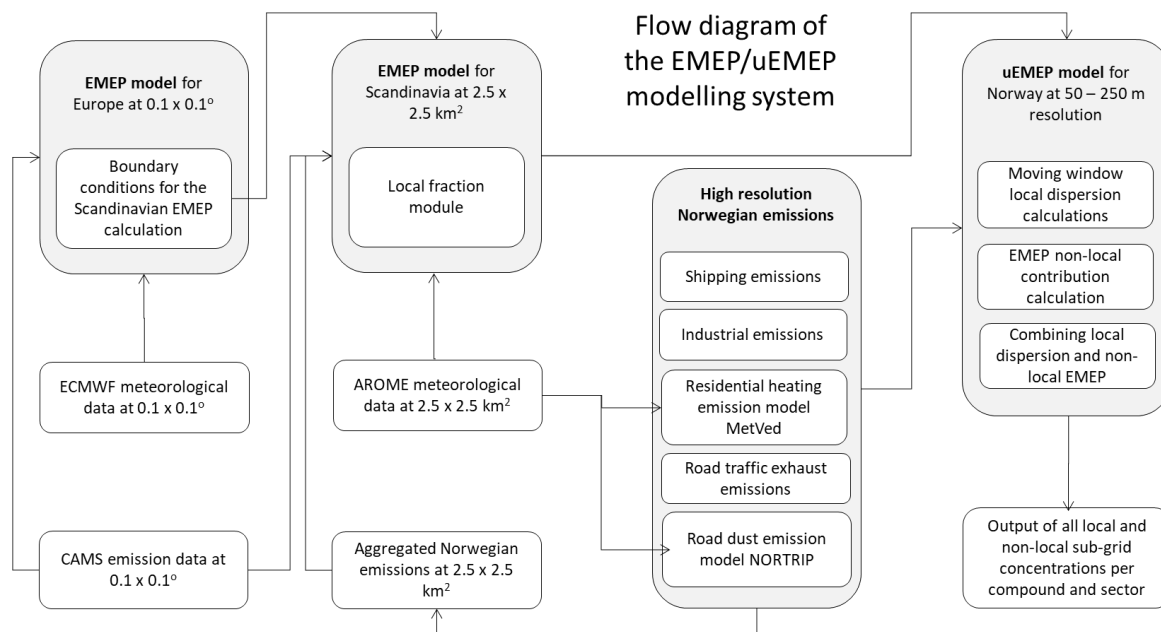 Flow diagram of
the EMEP/uEMEP
modelling system
EMEP model for
Europe at 0.1 x 0.1°
Boundary
conditions for the
Scandinavian EMEP
calculation
ECMWF meteorological
data at 0.1 x 0.1°
CAMS emission data at
0.1 x 0.1°
EMEP model for
Scandinavia at 2.5 x
2.5 km²
Local fraction
module
AROME meteorological
data at 2.5 x 2.5 km²
Aggregated Norwegian
emissions at 2.5 x 2.5
km²
High resolution
Norwegian emissions
Shipping emissions
Industrial emissions
Residential heating
emission model
MetVed
Road traffic exhaust
emissions
Road dust emission
model NORTRIP
uEMEP model for
Norway at 50 – 250 m
resolution
Moving window
local dispersion
calculations
EMEP non-local
contribution
calculation
Combining local
dispersion and non-
local EMEP
Output of all local and
non-local sub-grid
concentrations per
compound and sector